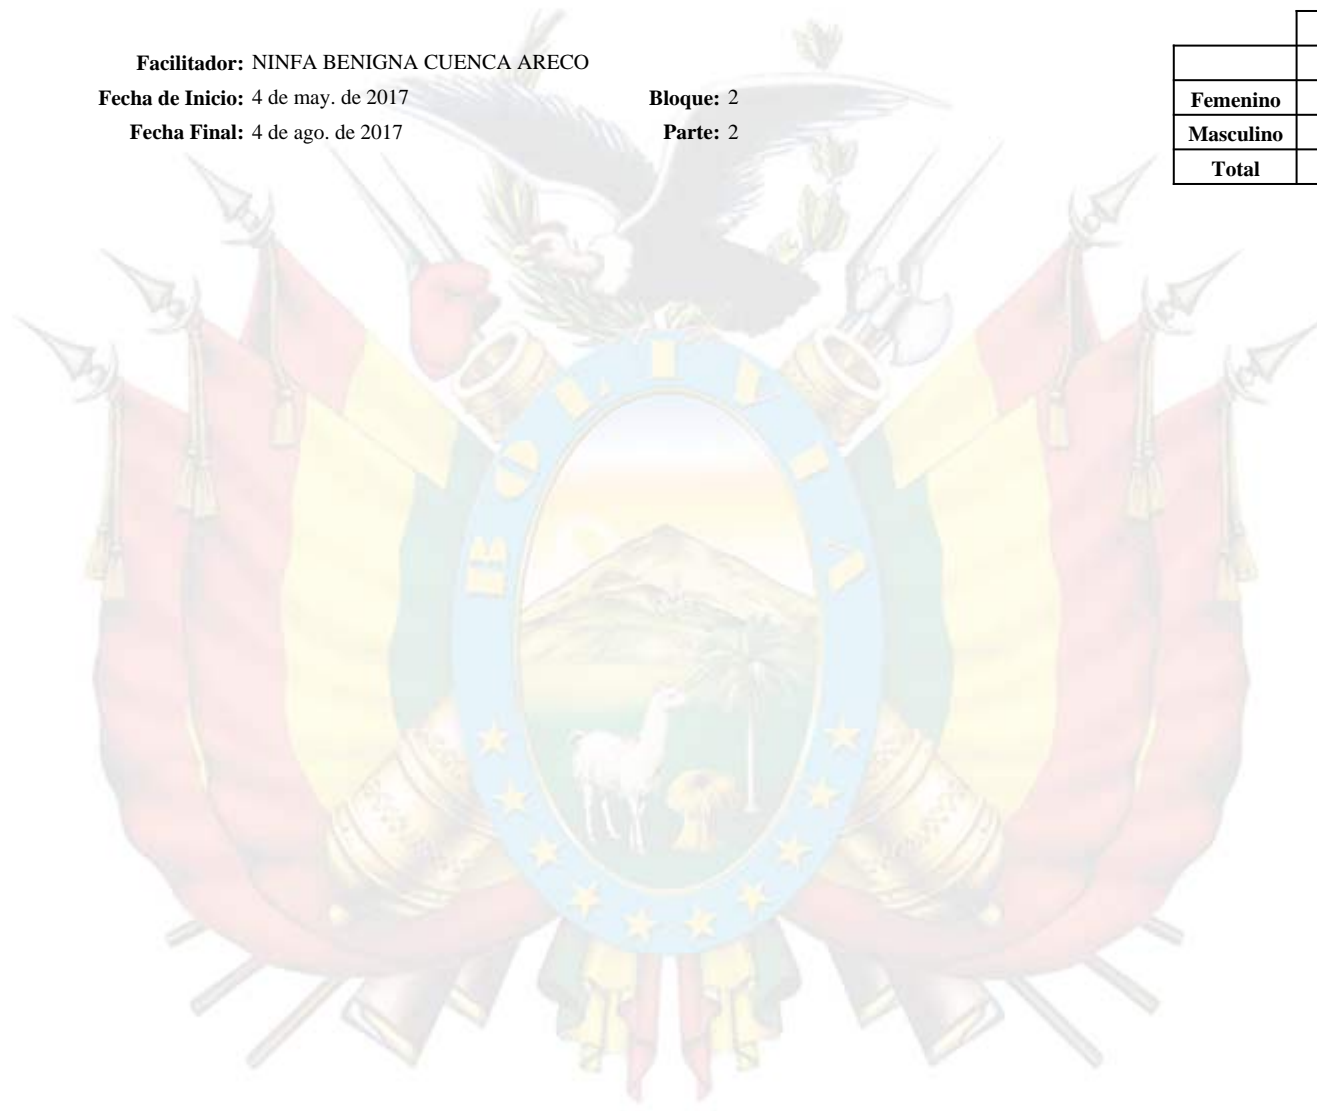 Facilitador: NINFA BENIGNA CUENCA ARECO
Fecha de Inicio: 4 de may. de 2017 Bloque: 2
Fecha Final: 4 de ago. de 2017 Parte: 2
Femenino
Masculino
Total
BOLIVIA